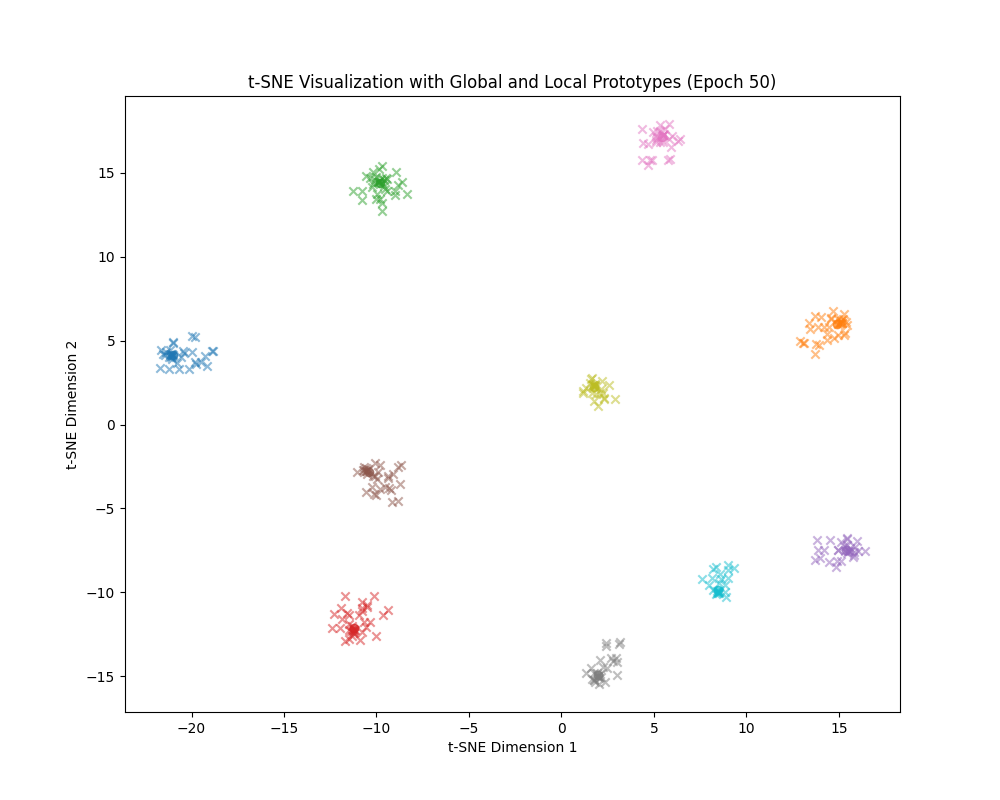 t-SNE Visualization with Global and Local Prototypes (Epoch 50)
t-SNE Dimension 2
15
10
5
0
−5
−10
−15
−20 −15 −10 −5 0 5 10 15
t-SNE Dimension 1